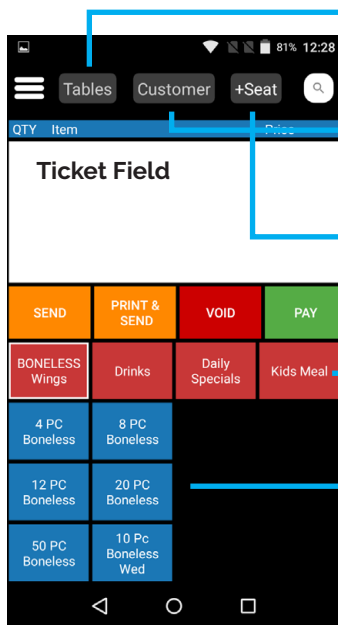 81% 12:28
Tables Customer +Seat
QTY Item Price
Ticket Field
SEND PRINT & SEND VOID PAY
BONELESS Wings Drinks Daily Specials Kids Meal
4 PC Boneless 8 PC Boneless
12 PC Boneless 20 PC Boneless
50 PC Boneless 10 Pc Boneless Wed